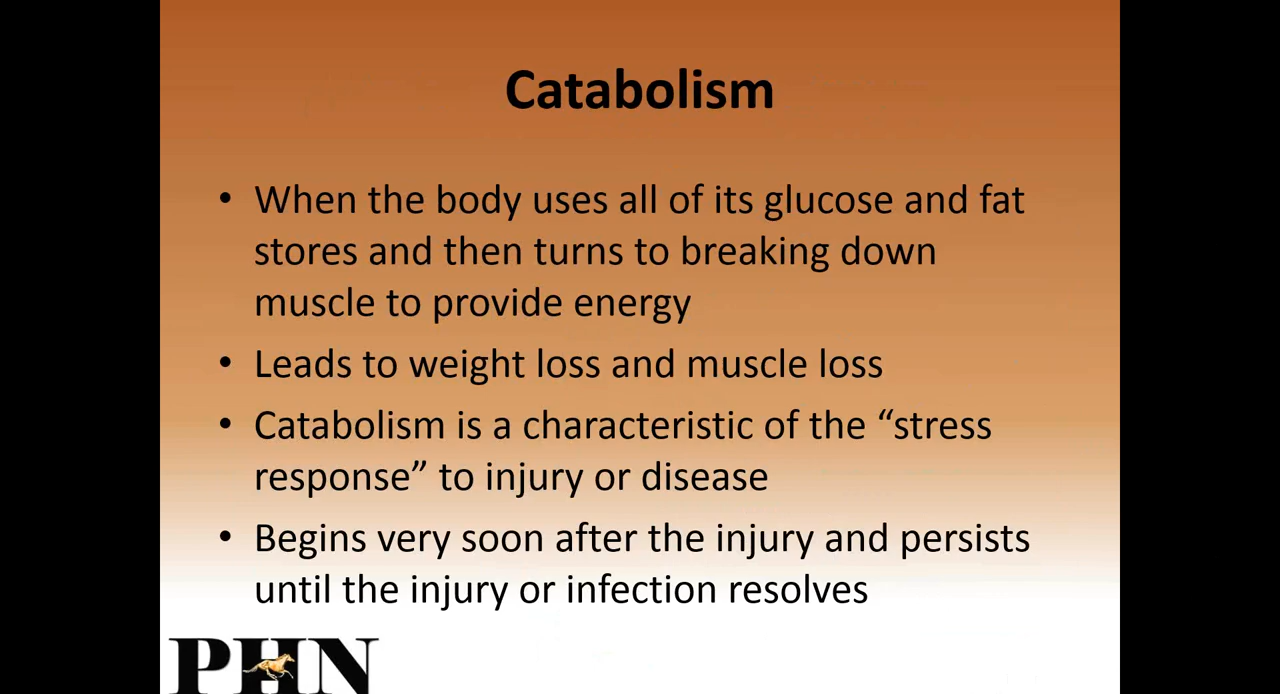 Catabolism
• When the body uses all of its glucose and fat
stores and then turns to breaking down
muscle to provide energy
• Leads to weight loss and muscle loss
• Catabolism is a characteristic of the “stress
response” to injury or disease
• Begins very soon after the injury and persists
until the injury or infection resolves
PHN